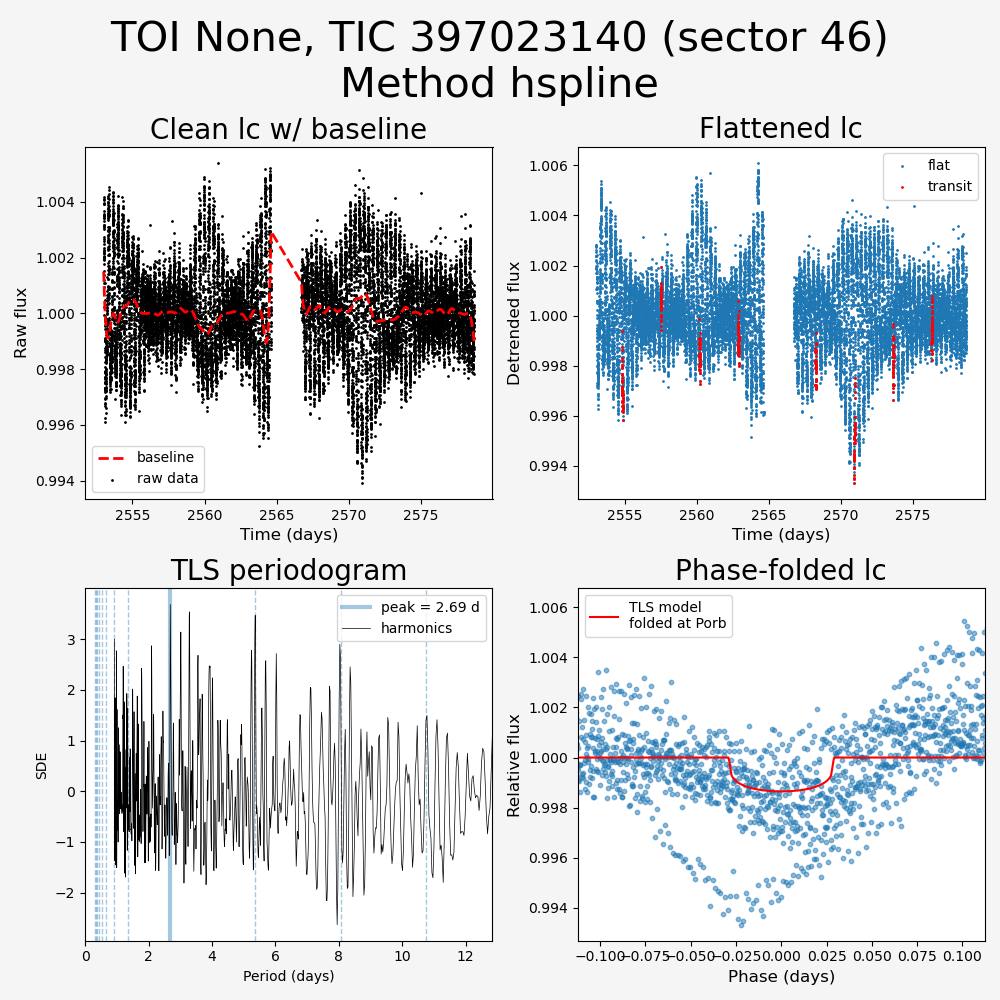 TOI None, TIC 397023140 (sector 46)
Method hspline
Clean lc w/ baseline
Raw flux
1.004
1.002
1.000
0.998
0.996
0.994
baseline
raw data
2555
2560
2565
2570
2575
Time (days)
Flattened lc
Detrended flux
1.006
1.004
1.002
1.000
0.998
0.996
0.994
flat
transit
2555
2560
2565
2570
2575
Time (days)
TLS periodogram
SDE
3
2
1
0
−1
−2
peak = 2.69 d
harmonics
0
2
4
6
8
10
12
Period (days)
Phase-folded lc
Relative flux
1.006
1.004
1.002
1.000
0.998
0.996
0.994
TLS model
folded at Porb
−0.100
−0.075
−0.050
−0.025
0.000
0.025
0.050
0.075
0.100
Phase (days)